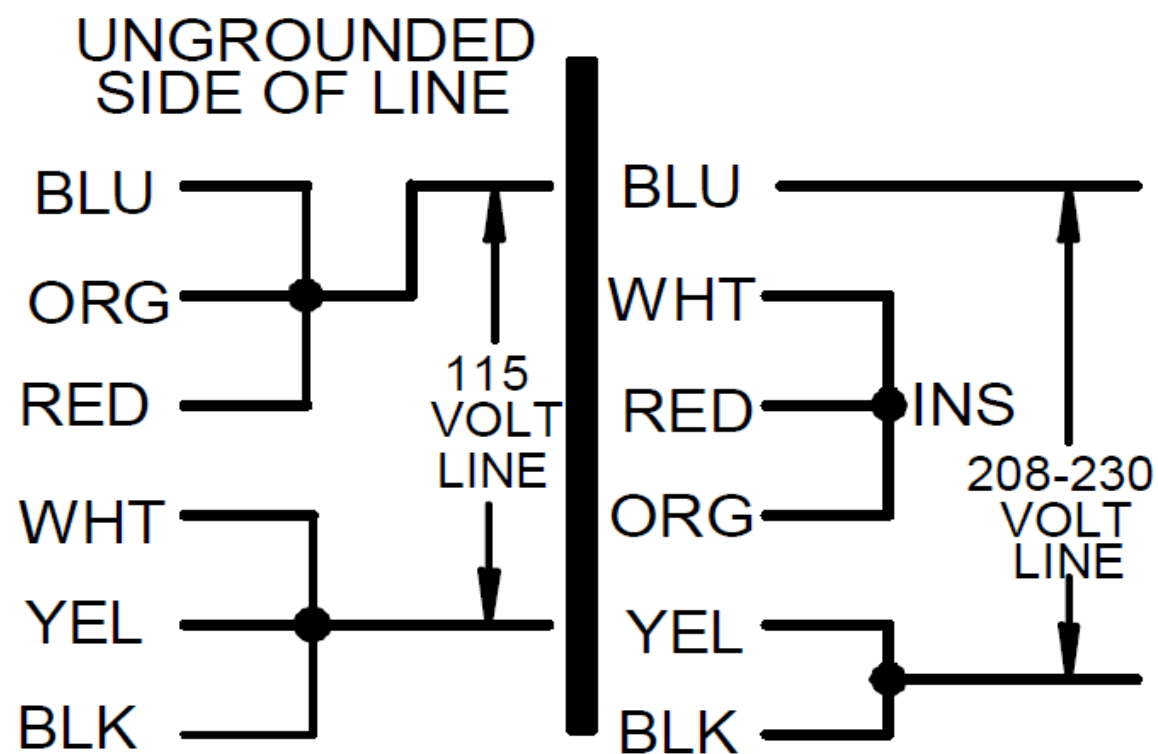 UNGROUNDED
SIDE OF LINE
BLU
ORG
RED
WHT
YEL
BLK
115
VOLT
LINE
BLU
WHT
RED
INS
ORG
YEL
BLK
208-230
VOLT
LINE